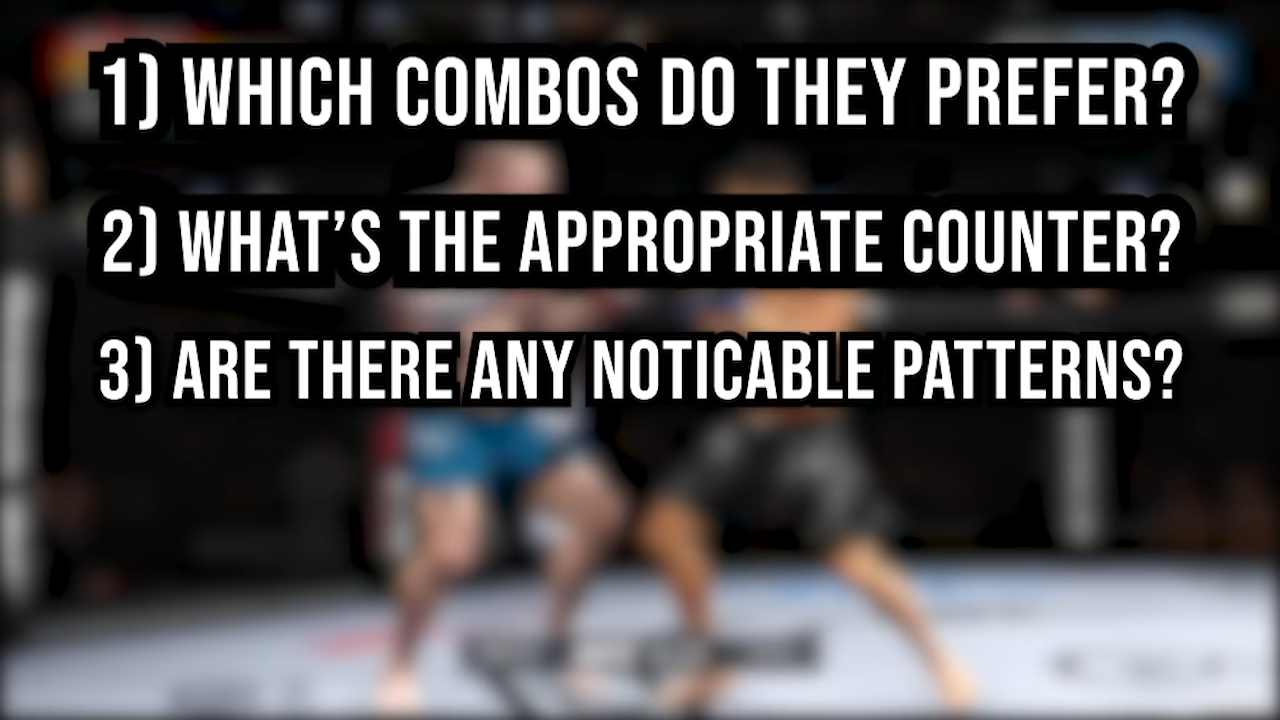 1) WHICH COMBOS DO THEY PREFER?
2) WHAT'S THE APPROPRIATE COUNTER?
3) ARE THERE ANY NOTICABLE PATTERNS?